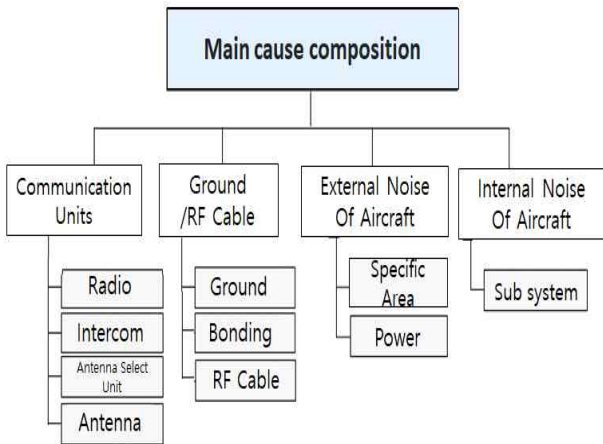 Main cause composition
Communication
Units
Ground
/RF Cable
External Noise
Of Aircraft
Internal Noise
Of Aircraft
Radio
Intercom
Antenna Select
Unit
Antenna
Ground
Bonding
RF Cable
Specific
Area
Power
Sub system